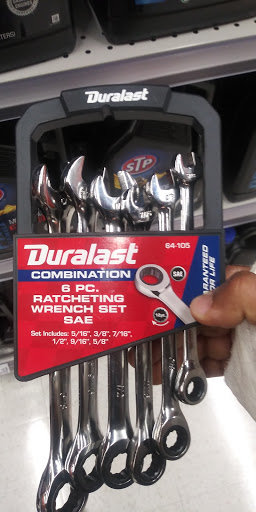 Duralast
STP
64-105
Duralast
COMBINATION
6 PC.
RATCHETING
WRENCH SET
SAE
Set Includes: 5/16", 3/8", 7/16",
1/2", 9/16", 5/8"
SAE
FOR LIFE